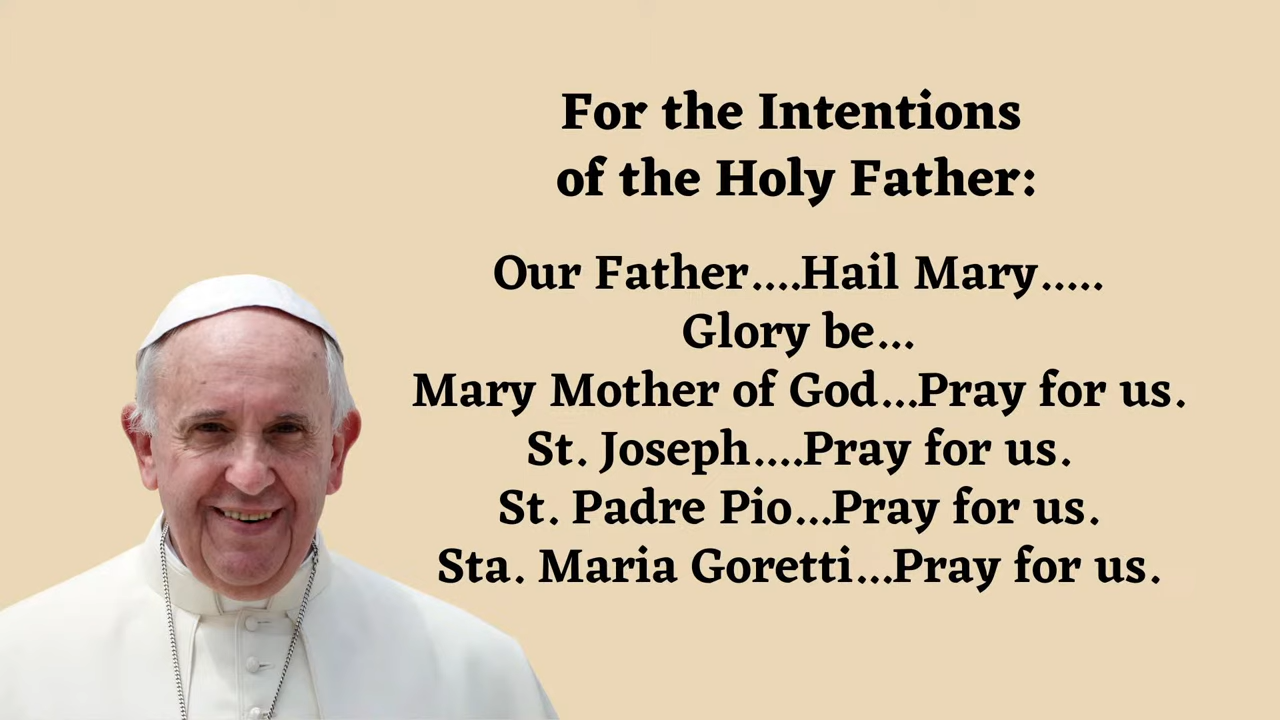 For the Intentions
of the Holy Father:
Our Father....Hail Mary.....
Glory be...
Mary Mother of God...Pray for us.
St. Joseph....Pray for us.
St. Padre Pio...Pray for us.
Sta. Maria Goretti...Pray for us.